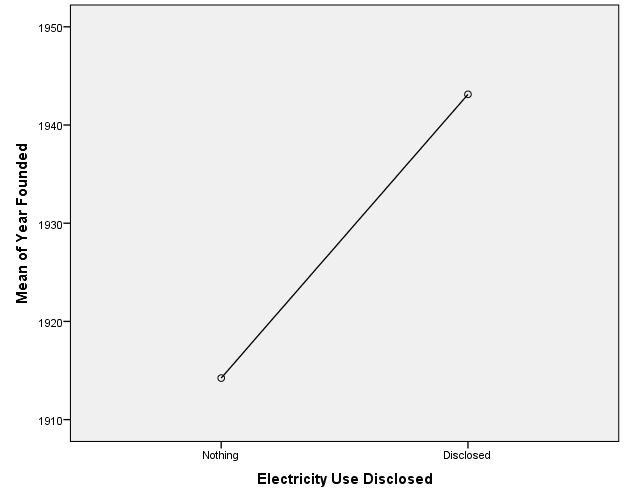 1950
1940
1930
1920
1910
Mean of Year Founded
Nothing
Disclosed
Electricity Use Disclosed